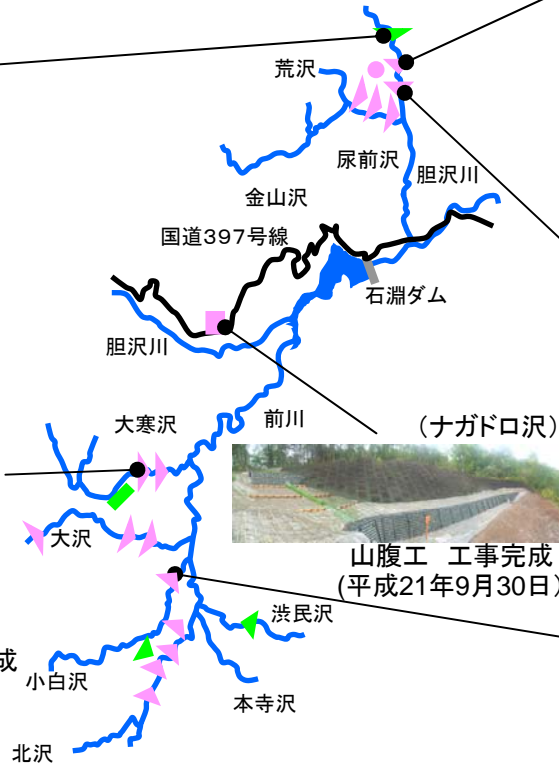 荒沢
尿前沢
胆沢川
金山沢
国道397号線
石淵ダム
胆沢川
前川
大寒沢
（ナガドロ沢）
大沢
山腹工 工事完成
(平成21年9月30日)
渋民沢
成
小白沢
本寺沢
北沢